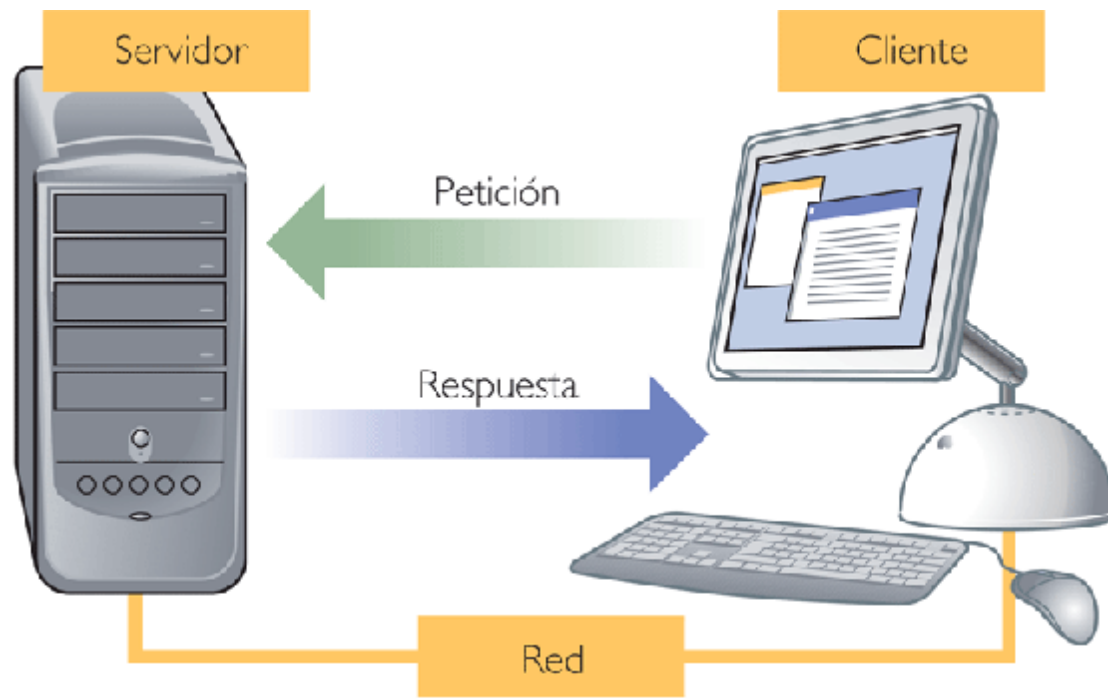 Servidor
Cliente
Petición
Respuesta
Red